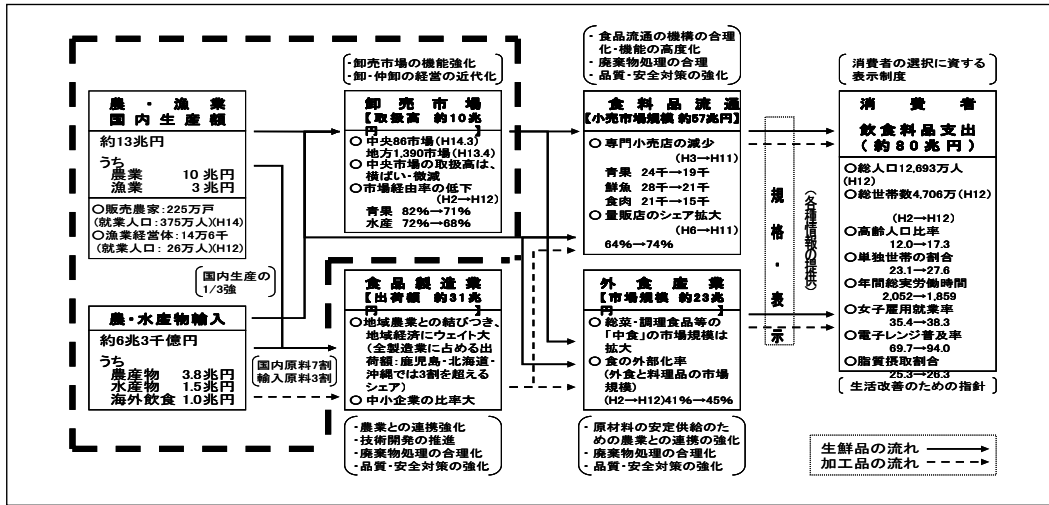 ・卸売市場の機能強化
・卸・仲卸の経営の近代化
・食品流通の機構の合理
化・機能の高度化
・廃棄物処理の合理
・品質・安全対策の強化
消費者の選択に資する
表示制度
農・漁業
国内生産額
約13兆円
うち
農業 10兆円
漁業 3兆円
○販売農家:225万戸
(就業人口:375万人)(H14)
○漁業経営体:14万6千
(就業人口:26万人)(H12)
卸売市場
【取扱高 約10兆
円】
○中央86市場(H14.3)
地方1,390市場(H13.4)
○中央市場の取扱高は、
横ばい・微減
○市場経由率の低下
(H2→H12)
青果 82%→71%
水産 72%→68%
食料品流通
【小売市場規模 約57兆円】
○専門小売店の減少
(H3→H11)
青果 24千→19千
鮮魚 28千→21千
食肉 21千→15千
○量販店のシェア拡大
(H6→H11)
64%→74%
規格・表示
(各種情報の提供)
消費者
飲食料品支出
(約80兆円)
○総人口12,693万人
(H12)
○総世帯数4,706万(H12)
(H2→H12)
○高齢人口比率
12.0→17.3
○単独世帯の割合
23.1→27.6
○年間総実労働時間
2,052→1,859
○女子雇用就業率
35.4→38.3
○電子レンジ普及率
69.7→94.0
○脂質摂取割合
25.3→26.3
生活改善のための指針
国内生産の
1/3強
農・水産物輸入
約6兆3千億円
うち
農産物 3.8兆円
水産物 1.5兆円
海外飲食 1.0兆円
国内原料7割
輸入原料3割
食品製造業
【出荷額 約31兆
円】
○地域農業との結びつき、
地域経済にウェイト大
(全製造業に占める出
荷額:鹿児島・北海道・
沖縄では3割を超える
シェア)
○中小企業の比率大
・農業との連携強化
・技術開発の推進
・廃棄物処理の合理化
・品質・安全対策の強化
外食産業
【市場規模 約23兆
円】
○総菜・調理食品等の
「中食」の市場規模は
拡大
○食の外部化率
(外食と料理品の市場
規模)
(H2→H12)41%→45%
・原材料の安定供給のた
めの農業との連携の強化
・廃棄物処理の合理化
・品質・安全対策の強化
生鮮品の流れ
加工品の流れ